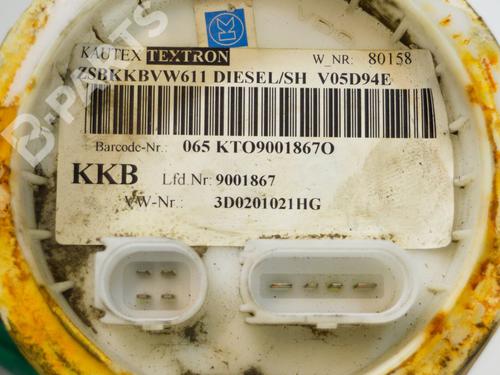 KAUTEX TEXTRON W_NR: 80158
ZSBKKBVW611 DIESEL/SH V05D94E
Barcode-Nr.: 065 KTO9001867O
KKB Lfd.Nr: 9001867
VW-Nr.: 3D0201021HG
B-PARTS